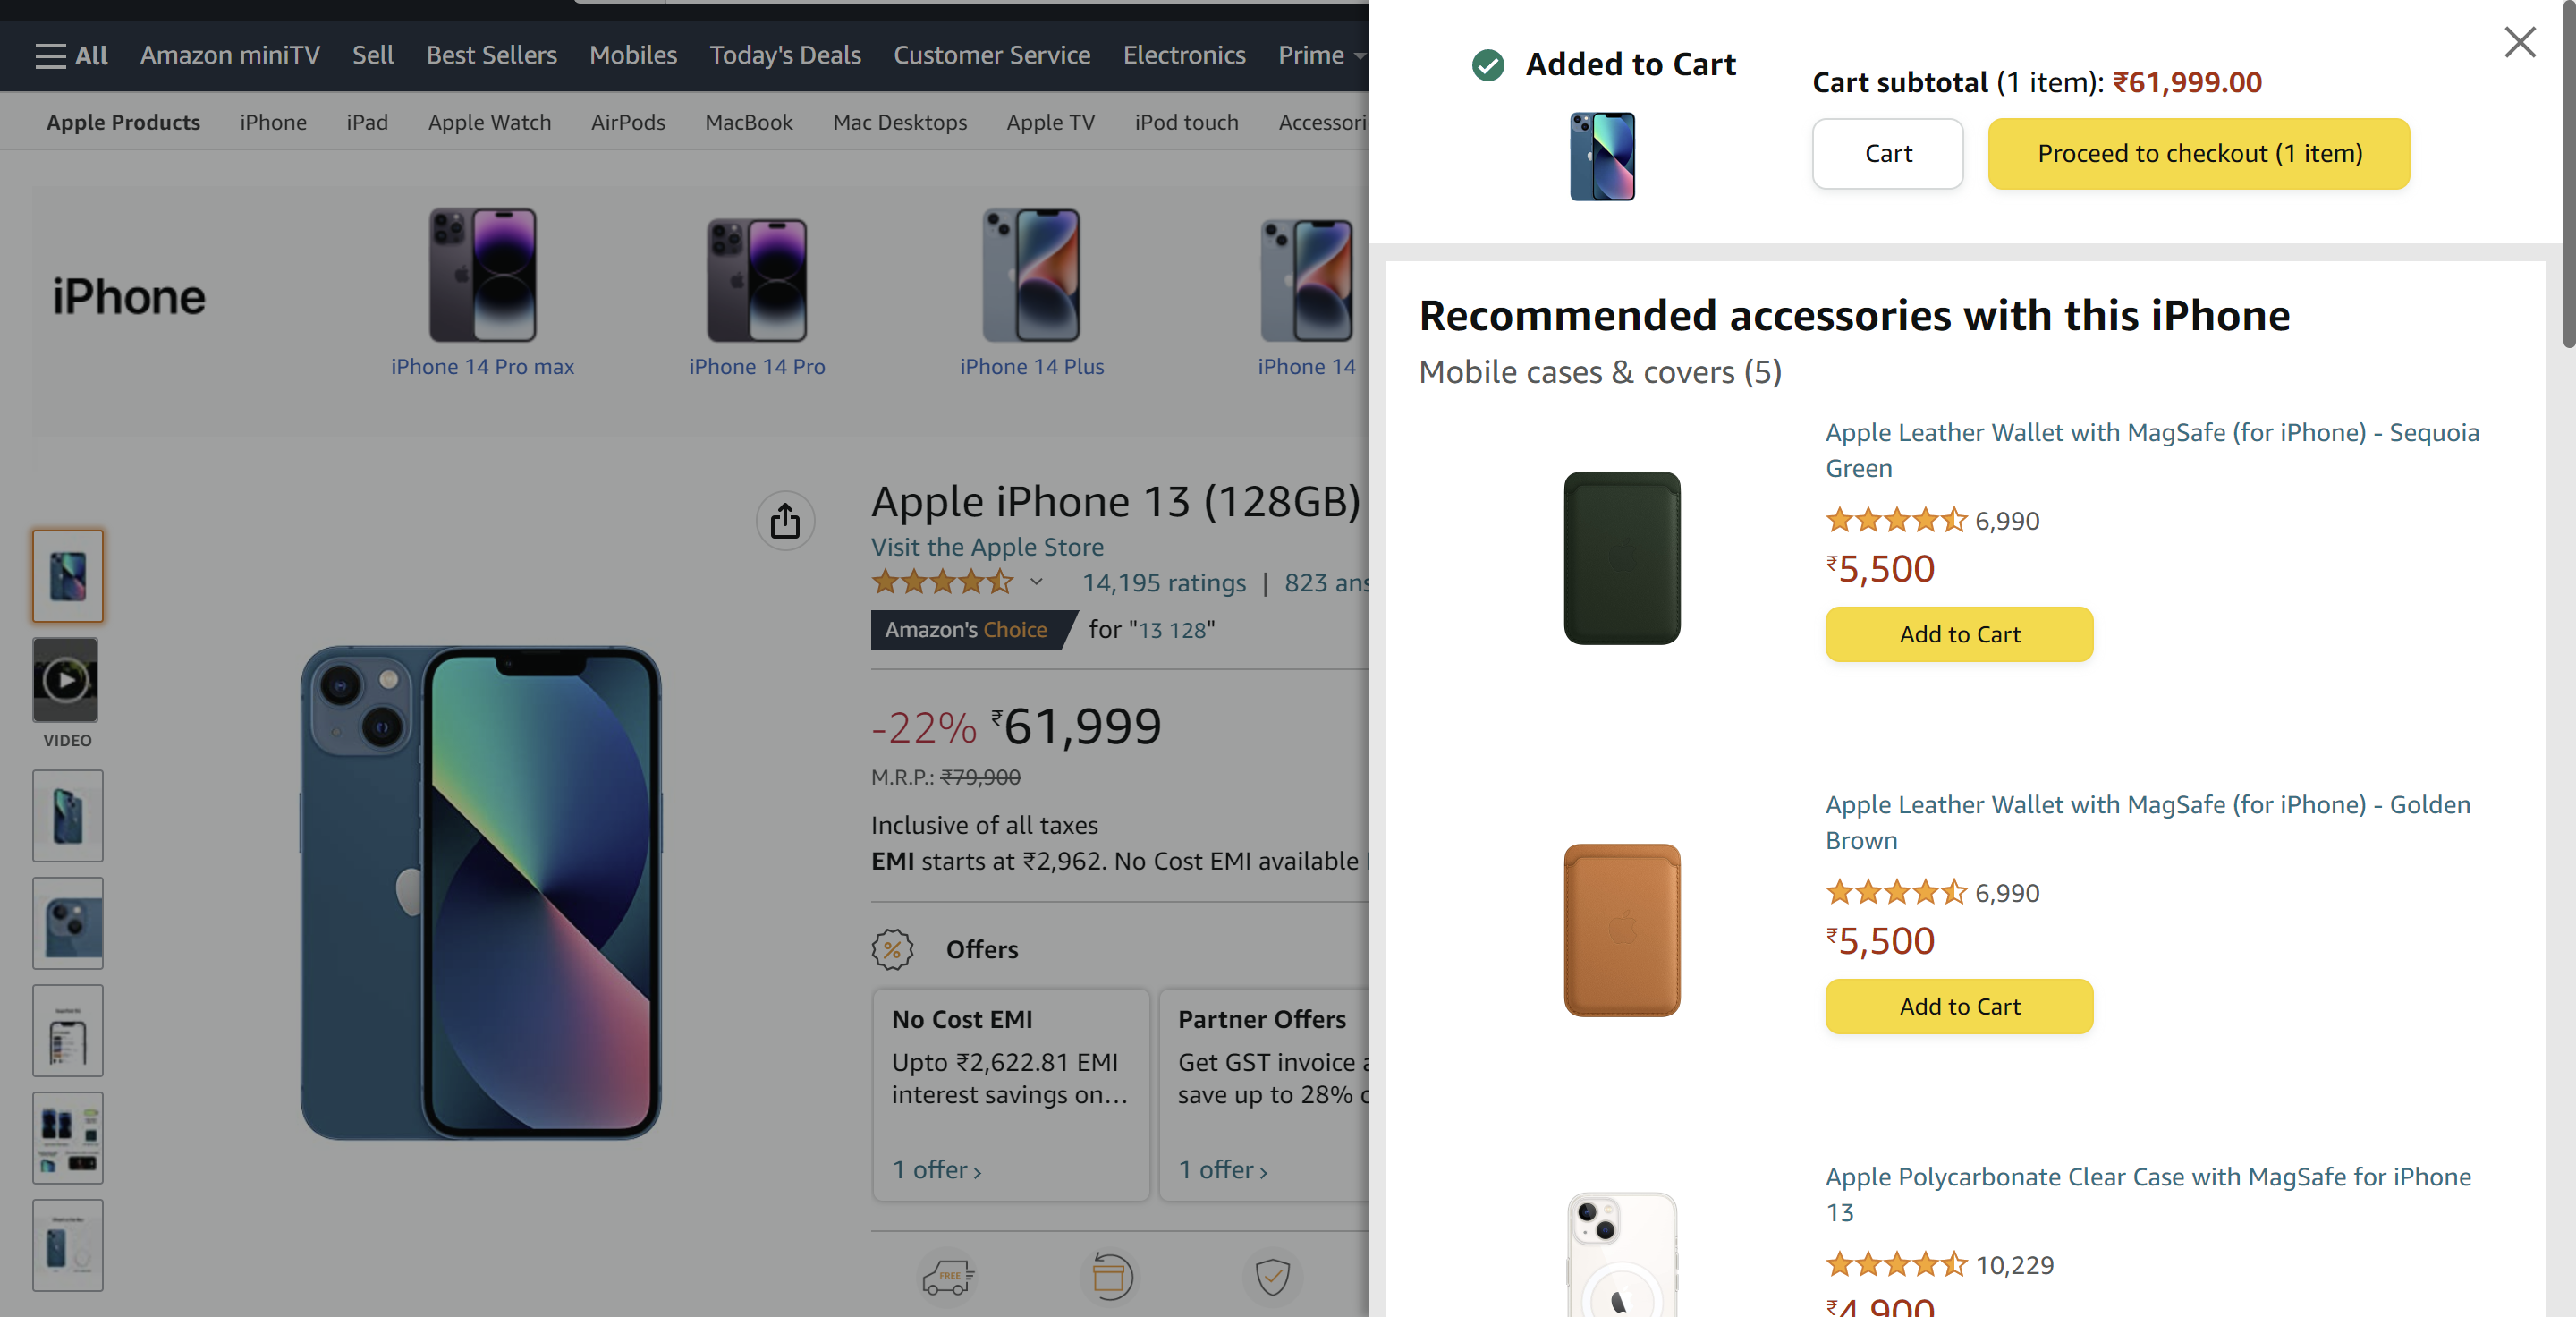 All
Amazon miniTV
Sell
Best Sellers
Mobiles
Today's Deals
Customer Service
Electronics
Prime
Apple Products
iPhone
iPad
Apple Watch
AirPods
MacBook
Mac Desktops
Apple TV
iPod touch
Accessori
iPhone
iPhone 14 Pro max
iPhone 14 Pro
iPhone 14 Plus
iPhone 14
VIDEO
Apple iPhone 13 (128GB)
Visit the Apple Store
14,195 ratings | 823 ans
Amazon's Choice for "13 128"
-22% ₹61,999
M.R.P.: ₹79,900
Inclusive of all taxes
EMI starts at ₹2,962. No Cost EMI available
Offers
No Cost EMI
Upto ₹2,622.81 EMI
interest savings on…
1 offer ›
Partner Offers
Get GST invoice a
save up to 28% o
1 offer ›
FREE
Added to Cart
Cart subtotal (1 item): ₹61,999.00
Cart
Proceed to checkout (1 item)
Recommended accessories with this iPhone
Mobile cases & covers (5)
Apple Leather Wallet with MagSafe (for iPhone) - Sequoia
Green
6,990
₹5,500
Add to Cart
Apple Leather Wallet with MagSafe (for iPhone) - Golden
Brown
6,990
₹5,500
Add to Cart
Apple Polycarbonate Clear Case with MagSafe for iPhone
13
10,229
₹4,900